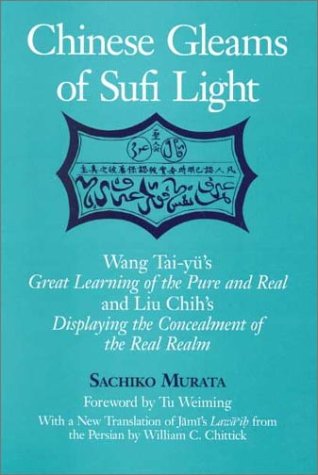 Chinese Gleams
of Sufi Light
Wang Tai-yü's
Great Learning of the Pure and Real
and Liu Chih's
Displaying the Concealment of
the Real Realm
SACHIKO MURATA
Foreword by Tu Weiming
With a New Translation of Jāmī's Lawā'iḥ from
the Persian by William C. Chittick